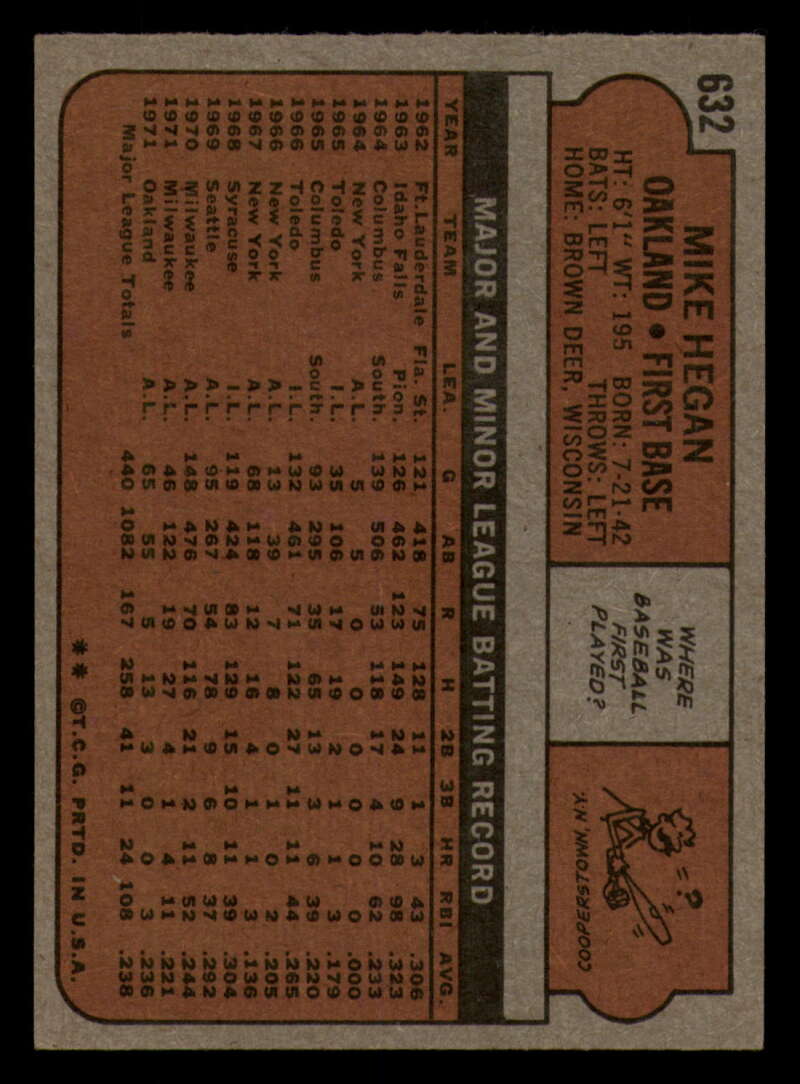 632
MIKE HEGAN
OAKLAND • FIRST BASE
HT: 6'1" WT: 195 BORN: 7-21-42
BATS: LEFT THROWS: LEFT
HOME: BROWN DEER, WISCONSIN
WHERE
WAS
BASEBALL
FIRST
PLAYED?
= ? =
COOPERSTOWN, N.Y.
MAJOR AND MINOR LEAGUE BATTING RECORD
YEAR TEAM LEA. G AB R H 2B 3B HR RBI AVG.
1962 Ft.Lauderdale Fla. St. 121 418 75 128 11 1 3 43 .306
1963 Idaho Falls Pion. 126 462 123 149 24 9 28 98 .323
1964 Columbus South. 139 506 53 118 17 4 10 62 .233
1964 New York A.L. 5 5 0 0 0 0 0 0 .000
1965 Toledo I.L. 35 106 17 19 2 1 1 3 .179
1965 Columbus South. 93 295 35 65 13 3 6 39 .220
1966 Toledo I.L. 132 461 71 122 27 11 11 44 .265
1966 New York A.L. 13 39 7 8 0 1 0 2 .205
1967 New York A.L. 68 118 12 16 4 1 1 3 .136
1968 Syracuse I.L. 119 424 83 129 15 10 11 39 .304
1969 Seattle A.L. 95 267 54 78 9 6 8 37 .292
1970 Milwaukee A.L. 148 476 70 116 21 2 11 52 .244
1971 Milwaukee A.L. 46 122 19 27 4 1 4 11 .221
1971 Oakland A.L. 65 55 5 13 3 0 0 3 .236
Major League Totals 440 1082 167 258 41 11 24 108 .238
** ©T.C.G. PRTD. IN U.S.A.